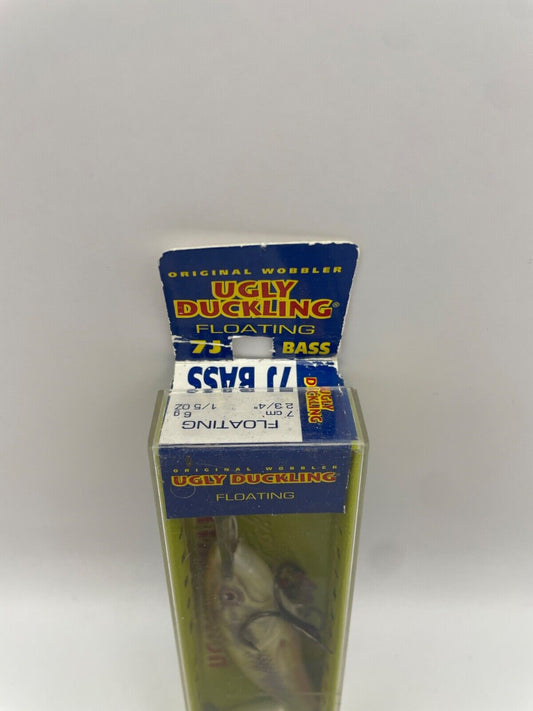 ORIGINAL WOBBLER
UGLY
DUCKLING®
FLOATING
7J BASS
7J BASS
UGLY
DUCKLING
7 cm 6 g
2 3/4" 1/5 OZ
FLOATING
ORIGINAL WOBBLER
UGLY DUCKLING
FLOATING